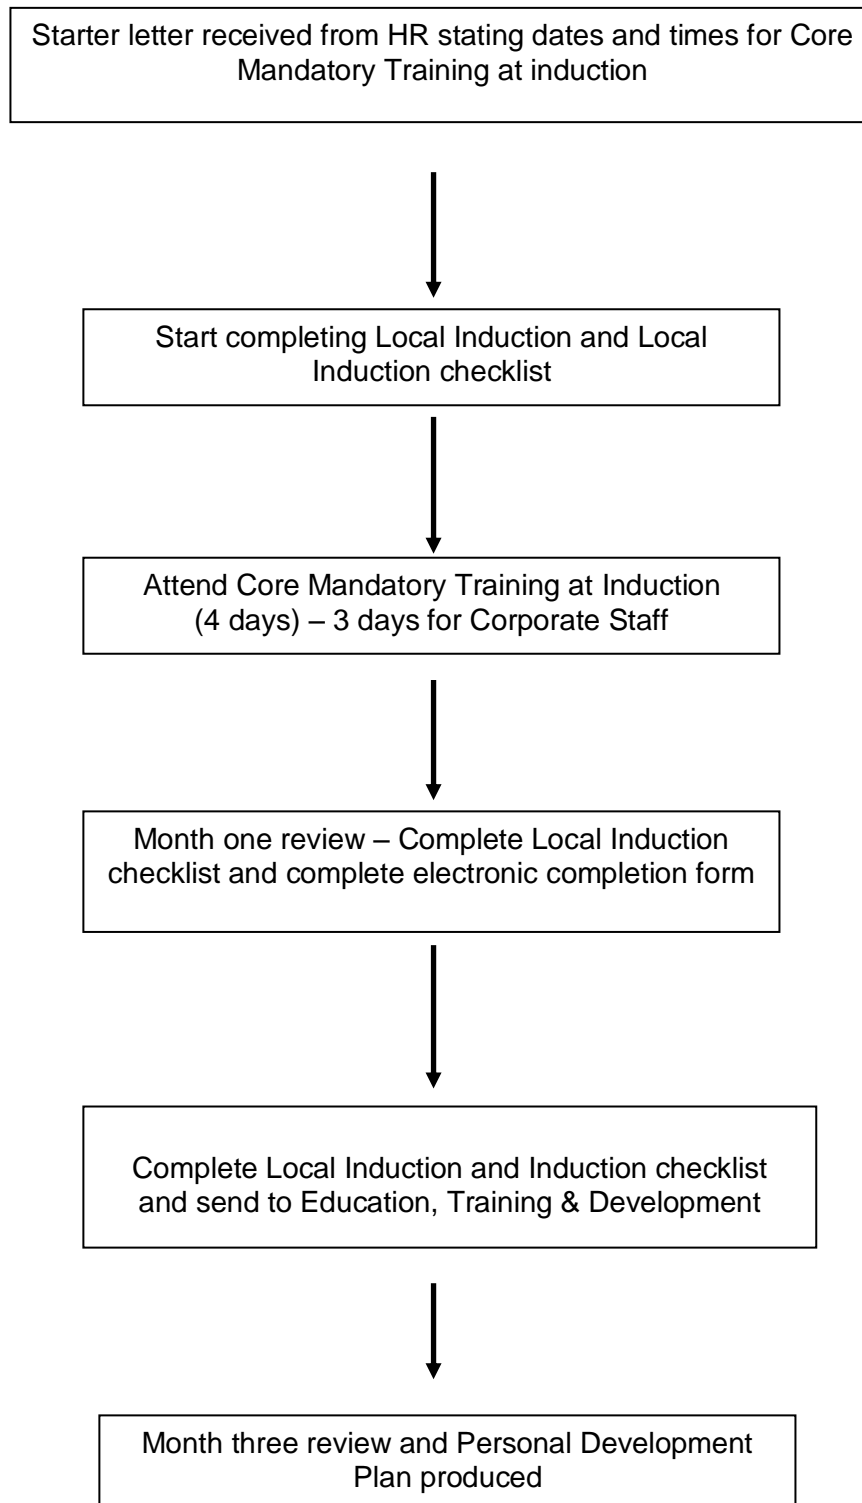 Starter letter received from HR stating dates and times for Core
Mandatory Training at induction
Start completing Local Induction and Local
Induction checklist
Attend Core Mandatory Training at Induction
(4 days) – 3 days for Corporate Staff
Month one review – Complete Local Induction
checklist and complete electronic completion form
Complete Local Induction and Induction checklist
and send to Education, Training & Development
Month three review and Personal Development
Plan produced